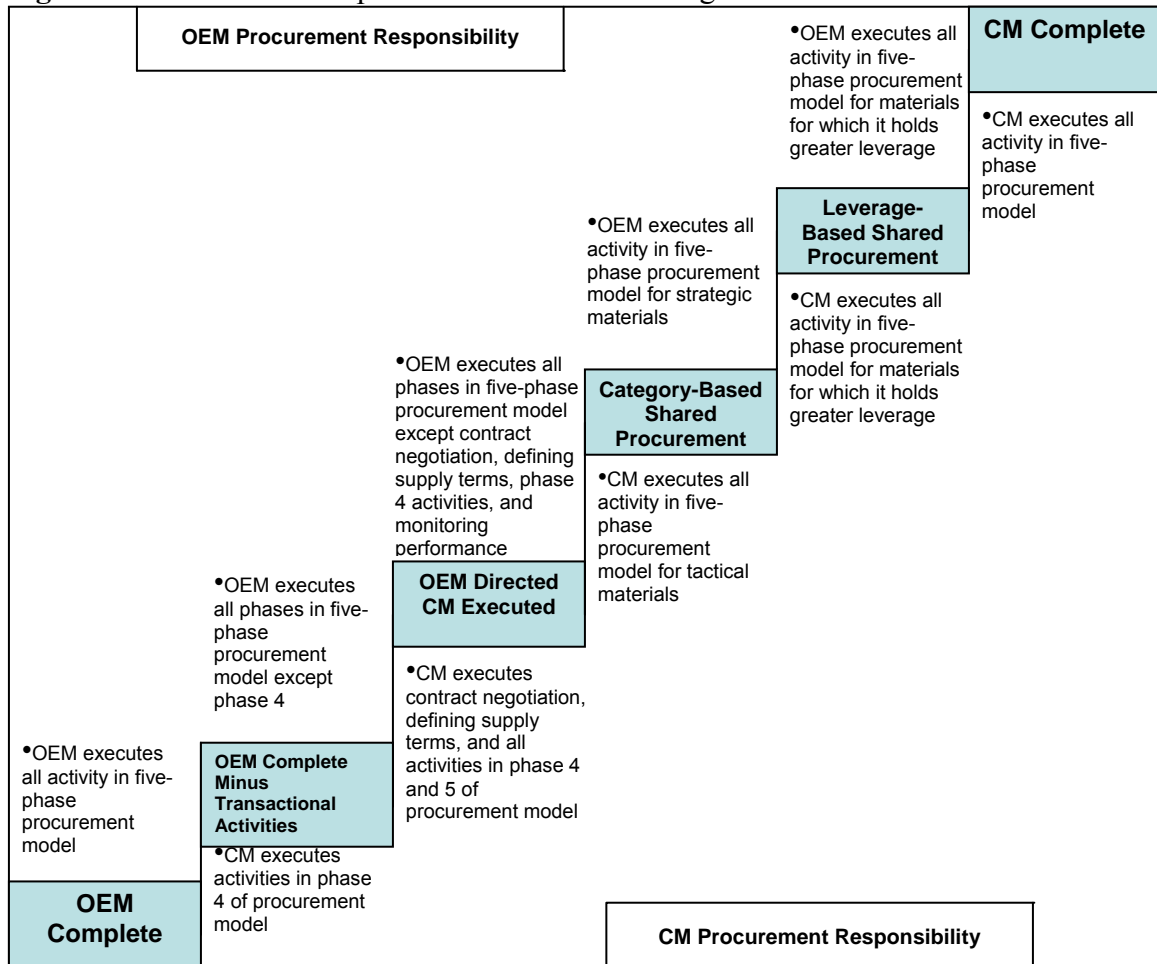 OEM Procurement Responsibility
•OEM executes
all activity in five-
phase
procurement
model
OEM
Complete
•OEM executes
all phases in five-
phase
procurement
model except
phase 4
OEM Complete
Minus
Transactional
Activities
•CM executes
activities in phase
4 of procurement
model
•OEM executes all
phases in five-phase
procurement model
except contract
negotiation, defining
supply terms, phase
4 activities, and
monitoring
performance
OEM Directed
CM Executed
•CM executes
contract negotiation,
defining supply
terms, and all
activities in phase 4
and 5 of
procurement model
•OEM executes all
activity in five-
phase procurement
model for strategic
materials
Category-Based
Shared
Procurement
•CM executes all
activity in five-
phase
procurement
model for tactical
materials
•OEM executes all
activity in five-
phase procurement
model for materials
for which it holds
greater leverage
Leverage-
Based Shared
Procurement
•CM executes all
activity in five-
phase procurement
model for materials
for which it holds
greater leverage
CM Complete
•CM executes all
activity in five-
phase
procurement
model
CM Procurement Responsibility